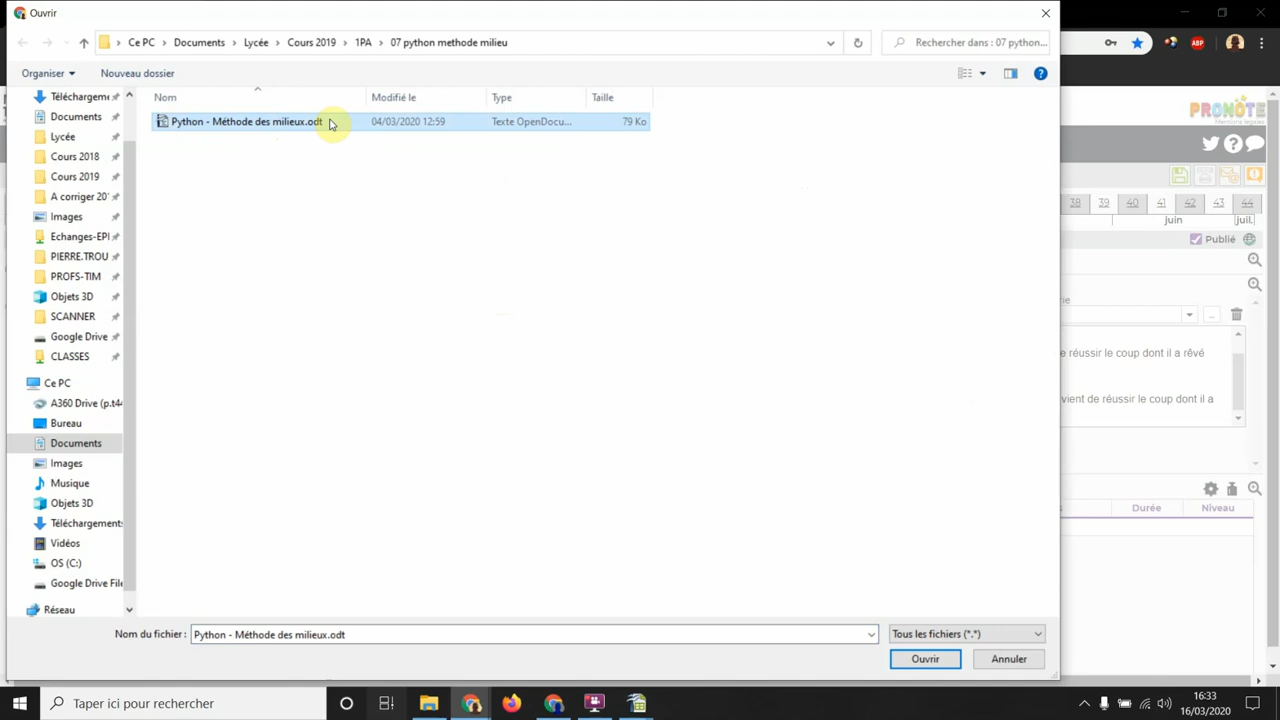 Ouvrir
Ce PC > Documents > Lycée > Cours 2019 > 1PA > 07 python methode milieu
Rechercher dans : 07 python...
ABP
Organiser
Nouveau dossier
Nom
Modifié le
Type
Taille
Python - Méthode des milieux.odt
04/03/2020 12:59
Texte OpenDocu...
79 Ko
Téléchargeme
Documents
Lycée
Cours 2018
Cours 2019
A corriger 20
Images
Echanges-EPI
PIERRE.TROU
PROFS-TIM
Objets 3D
SCANNER
Google Drive
CLASSES
Ce PC
A360 Drive (p.t44
Bureau
Documents
Images
Musique
Objets 3D
Téléchargements
Vidéos
OS (C:)
Google Drive File
Réseau
Nom du fichier :
Python - Méthode des milieux.odt
Tous les fichiers (*.*)
Ouvrir
Annuler
PRONOTE
Mentions légales
38 39 40 41 42 43 44
juin
juil.
Publié
rie
e réussir le coup dont il a rêvé
vient de réussir le coup dont il a
Durée
Niveau
Taper ici pour rechercher
16:33
16/03/2020